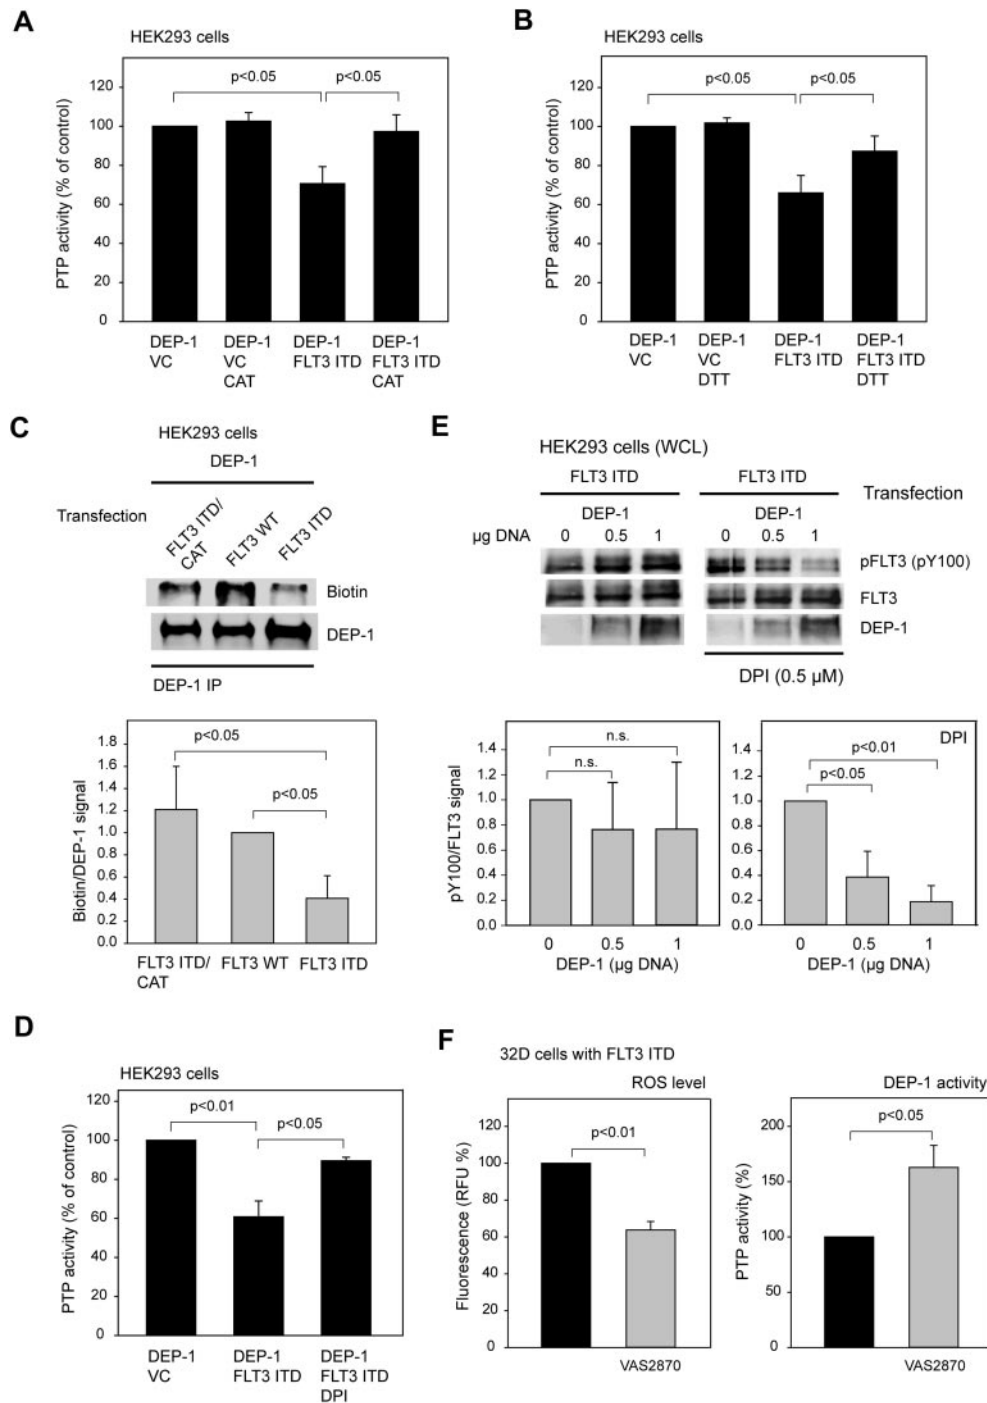 A
HEK293 cells
PTP activity (% of control)
120
100
80
60
40
20
0
p<0.05
p<0.05
DEP-1
VC
DEP-1
VC
CAT
DEP-1
FLT3 ITD
DEP-1
FLT3 ITD
CAT
B
HEK293 cells
PTP activity (% of control)
120
100
80
60
40
20
0
p<0.05
p<0.05
DEP-1
VC
DEP-1
VC
DTT
DEP-1
FLT3 ITD
DEP-1
FLT3 ITD
DTT
C
HEK293 cells
DEP-1
Transfection
FLT3 ITD/
CAT
FLT3 WT
FLT3 ITD
Biotin
DEP-1
DEP-1 IP
Biotin/DEP-1 signal
1.8
1.6
1.4
1.2
1.0
0.8
0.6
0.4
0.2
0.0
p<0.05
p<0.05
FLT3 ITD/
CAT
FLT3 WT
FLT3 ITD
E
HEK293 cells (WCL)
FLT3 ITD
FLT3 ITD
Transfection
DEP-1
DEP-1
µg DNA
0 0.5 1
0 0.5 1
pFLT3 (pY100)
FLT3
DEP-1
DPI (0.5 µM)
pY100/FLT3 signal
1.4
1.2
1.0
0.8
0.6
0.4
0.2
0.0
n.s.
n.s.
0 0.5 1
DEP-1 (µg DNA)
DPI
1.4
1.2
1.0
0.8
0.6
0.4
0.2
0.0
p<0.01
p<0.05
0 0.5 1
DEP-1 (µg DNA)
D
HEK293 cells
PTP activity (% of control)
120
100
80
60
40
20
0
p<0.01
p<0.05
DEP-1
VC
DEP-1
FLT3 ITD
DEP-1
FLT3 ITD
DPI
F
32D cells with FLT3 ITD
ROS level
Fluorescence (RFU %)
120
100
80
60
40
20
0
p<0.01
VAS2870
DEP-1 activity
PTP activity (%)
200
150
100
50
0
p<0.05
VAS2870